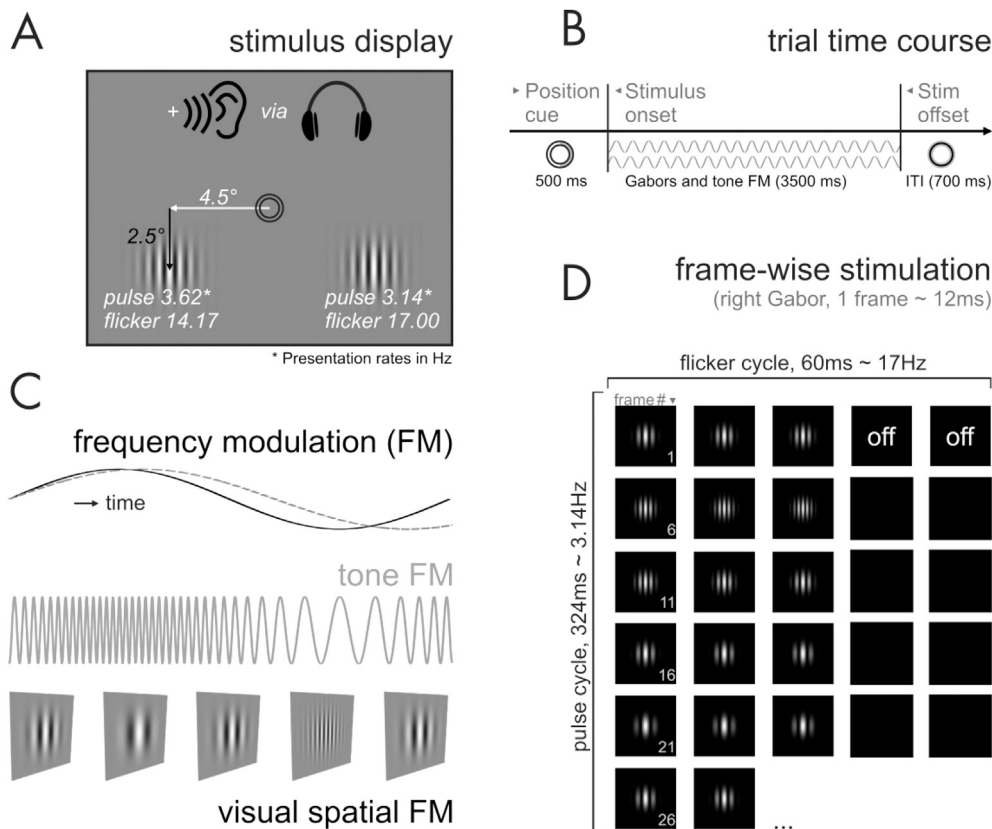 A
stimulus display
+
via
4.5°
2.5°
pulse 3.62*
flicker 14.17
pulse 3.14*
flicker 17.00
* Presentation rates in Hz
B
trial time course
▸ Position
cue
◂ Stimulus
onset
◂ Stim
offset
500 ms
Gabors and tone FM (3500 ms)
ITI (700 ms)
C
frequency modulation (FM)
→ time
tone FM
visual spatial FM
D
frame-wise stimulation
(right Gabor, 1 frame ~ 12ms)
flicker cycle, 60ms ~ 17Hz
pulse cycle, 324ms ~ 3.14Hz
frame # ▾
1
off
off
6
11
16
21
26
...